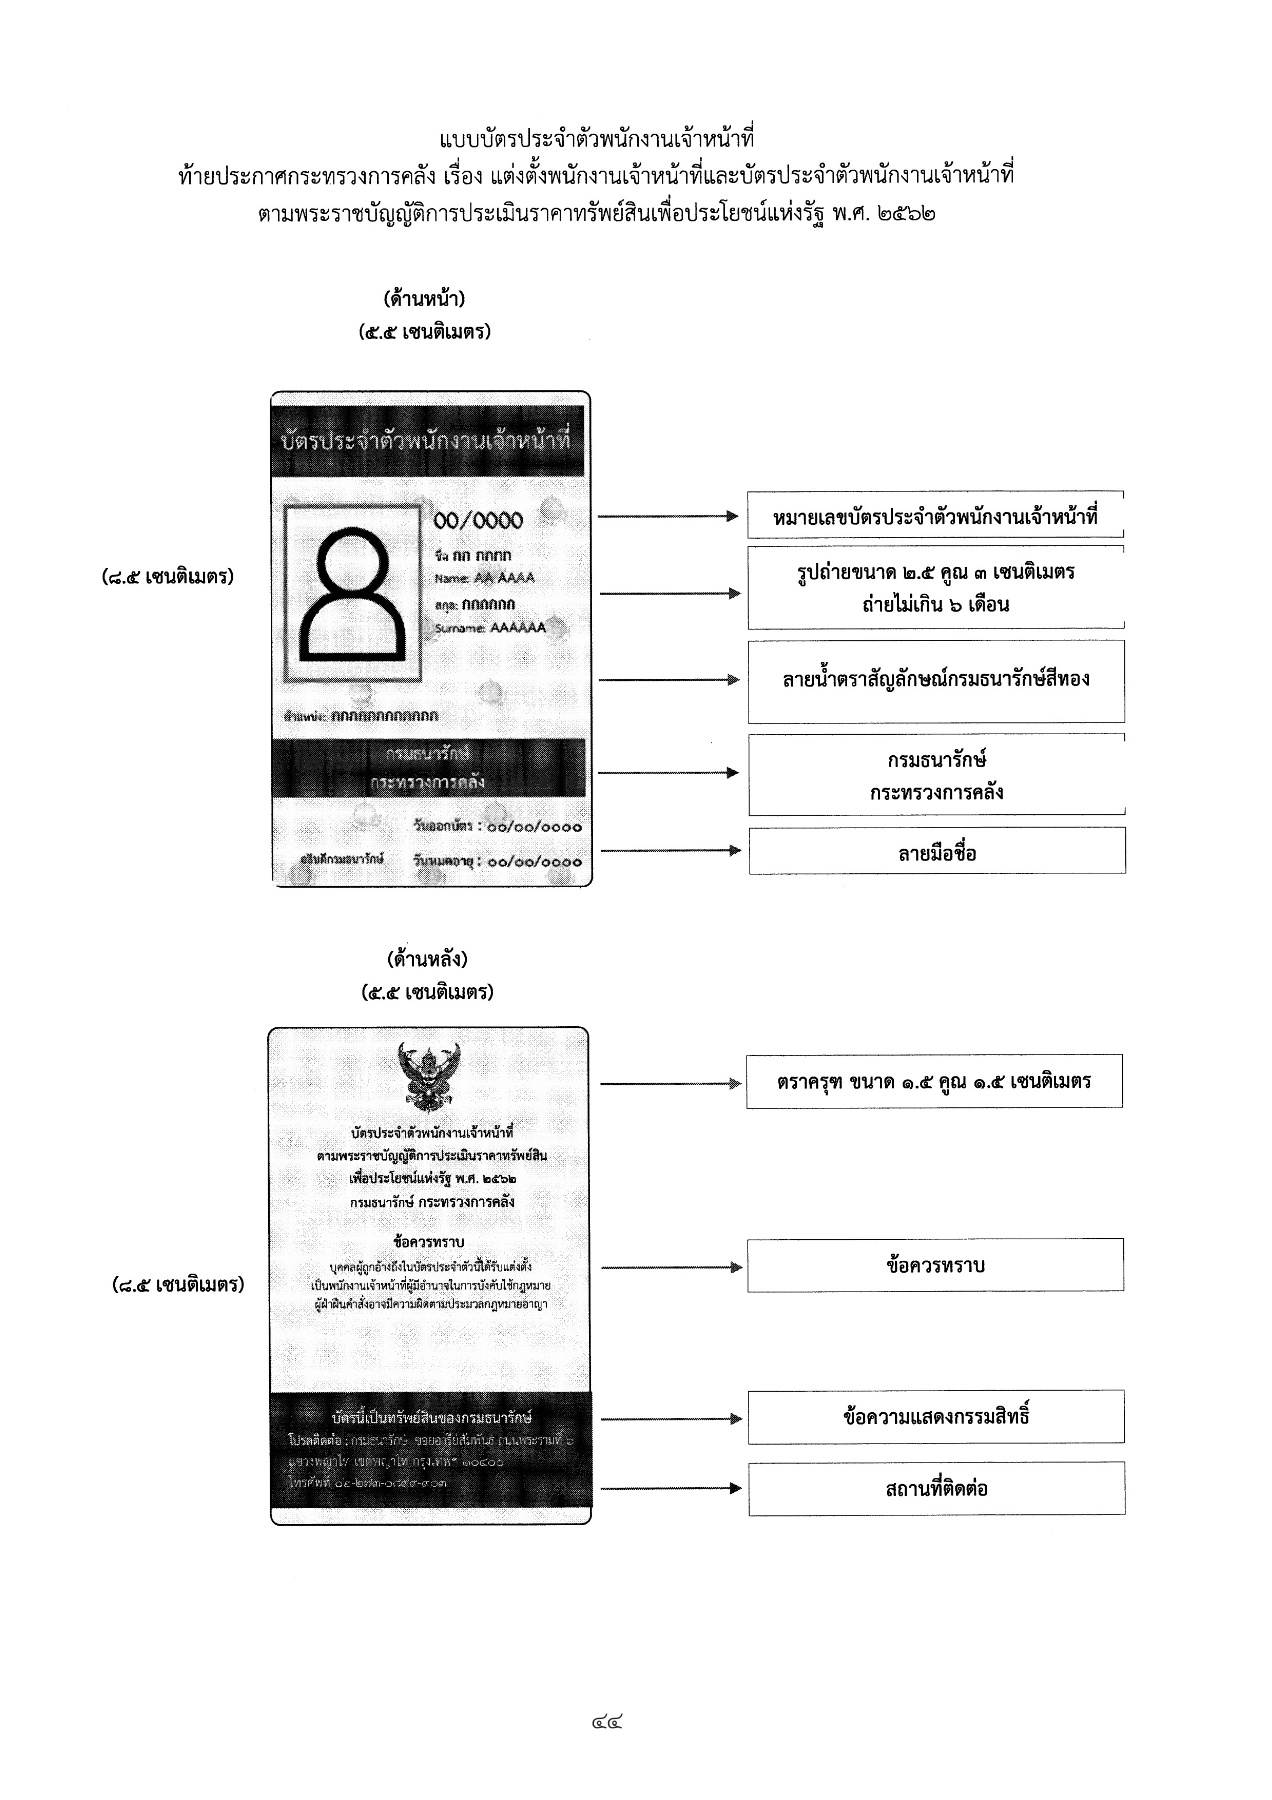 แบบบัตรประจำตัวพนักงานเจ้าหน้าที่
ท้ายประกาศกระทรวงการคลัง เรื่อง แต่งตั้งพนักงานเจ้าหน้าที่และบัตรประจำตัวพนักงานเจ้าหน้าที่
ตามพระราชบัญญัติการประเมินราคาทรัพย์สินเพื่อประโยชน์แห่งรัฐ พ.ศ. ๒๕๖๒
(ด้านหน้า)
(๕.๕ เซนติเมตร)
(๘.๕ เซนติเมตร)
บัตรประจำตัวพนักงานเจ้าหน้าที่
00/0000
ชื่อ กก กกกก
Name: AA AAAA
สกุล: กกกกกก
Surname: AAAAAA
ตำแหน่ง: กกกกกกกกกกกก
กรมธนารักษ์
กระทรวงการคลัง
วันออกบัตร : ๐๐/๐๐/๐๐๐๐
อธิบดีกรมธนารักษ์ วันหมดอายุ : ๐๐/๐๐/๐๐๐๐
หมายเลขบัตรประจำตัวพนักงานเจ้าหน้าที่
รูปถ่ายขนาด ๒.๕ คูณ ๓ เซนติเมตร
ถ่ายไม่เกิน ๖ เดือน
ลายน้ำตราสัญลักษณ์กรมธนารักษ์สีทอง
กรมธนารักษ์
กระทรวงการคลัง
ลายมือชื่อ
(ด้านหลัง)
(๕.๕ เซนติเมตร)
(๘.๕ เซนติเมตร)
บัตรประจำตัวพนักงานเจ้าหน้าที่
ตามพระราชบัญญัติการประเมินราคาทรัพย์สิน
เพื่อประโยชน์แห่งรัฐ พ.ศ. ๒๕๖๒
กรมธนารักษ์ กระทรวงการคลัง
ข้อควรทราบ
บุคคลผู้ถูกอ้างถึงในบัตรประจำตัวนี้ได้รับแต่งตั้ง
เป็นพนักงานเจ้าหน้าที่ผู้มีอำนาจในการบังคับใช้กฎหมาย
ผู้ฝ่าฝืนคำสั่งอาจมีความผิดตามประมวลกฎหมายอาญา
บัตรนี้เป็นทรัพย์สินของกรมธนารักษ์
โปรดติดต่อ : กรมธนารักษ์ ซอยอารีย์สัมพันธ์ ถนนพระรามที่ ๖
แขวงพญาไท เขตพญาไท กรุงเทพฯ ๑๐๔๐๐
โทรศัพท์
ตราครุฑ ขนาด ๑.๕ คูณ ๑.๕ เซนติเมตร
ข้อควรทราบ
ข้อความแสดงกรรมสิทธิ์
สถานที่ติดต่อ
๔๔